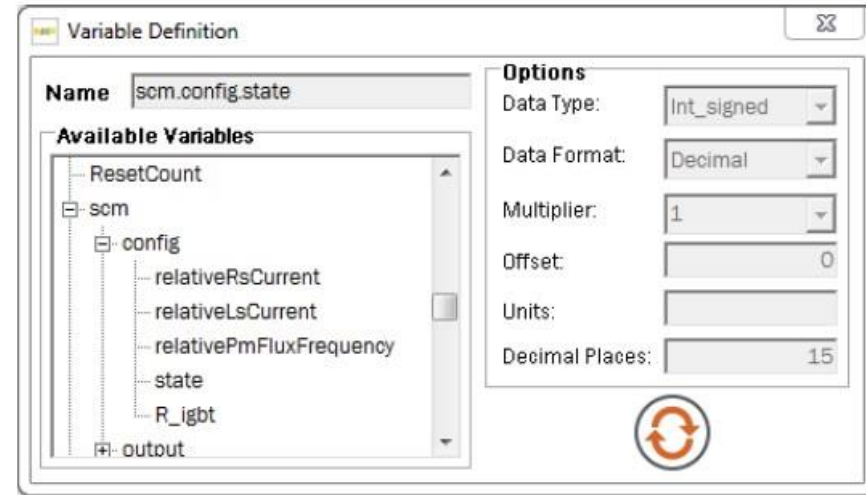 Variable Definition
Name scm.config.state
Available Variables
ResetCount
scm
config
relativeRsCurrent
relativeLsCurrent
relativePmFluxFrequency
state
R_igbt
output
Options
Data Type: Int_signed
Data Format: Decimal
Multiplier: 1
Offset: 0
Units:
Decimal Places: 15